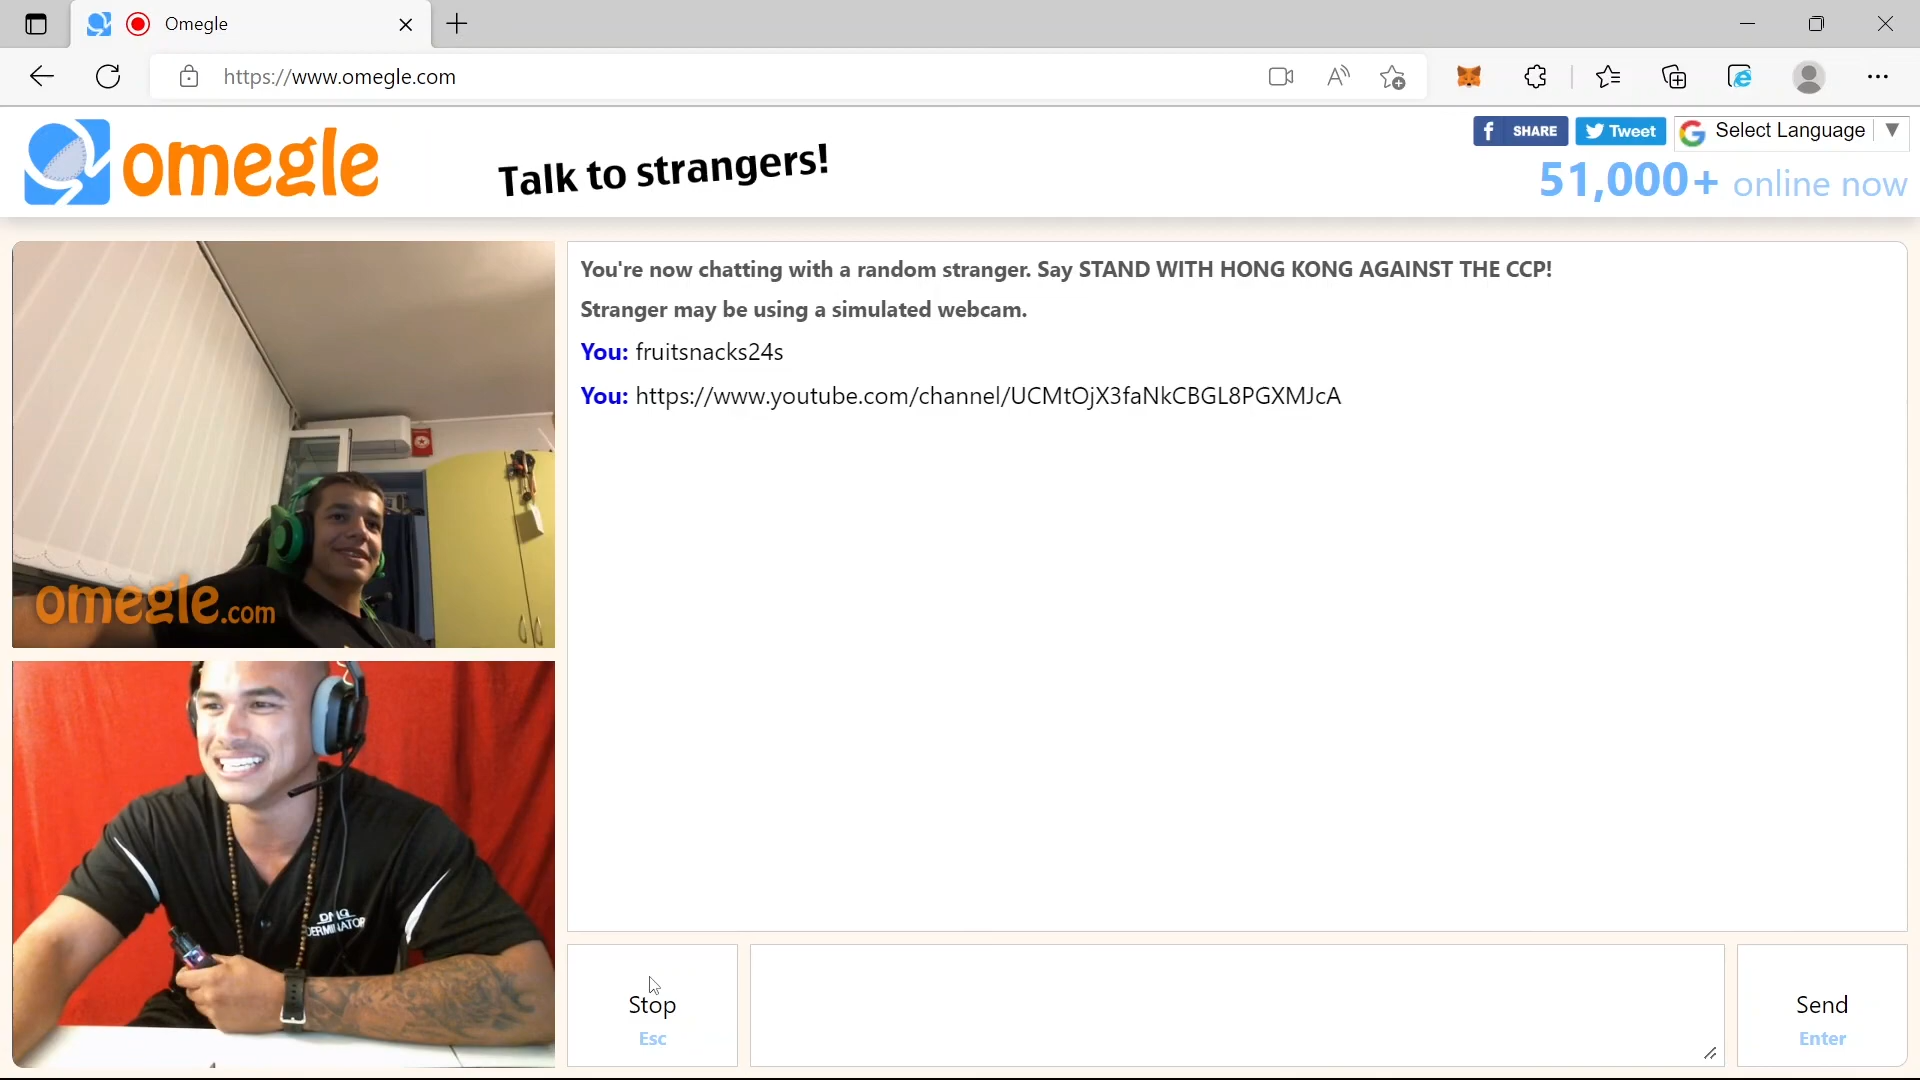 Omegle
https://www.omegle.com
omegle
Talk to strangers!
SHARE
Tweet
Select Language
51,000+ online now
You're now chatting with a random stranger. Say STAND WITH HONG KONG AGAINST THE CCP!
Stranger may be using a simulated webcam.
You: fruitsnacks24s
You: https://www.youtube.com/channel/UCMtOjX3faNkCBGL8PGXMJcA
omegle.com
Stop
Esc
Send
Enter